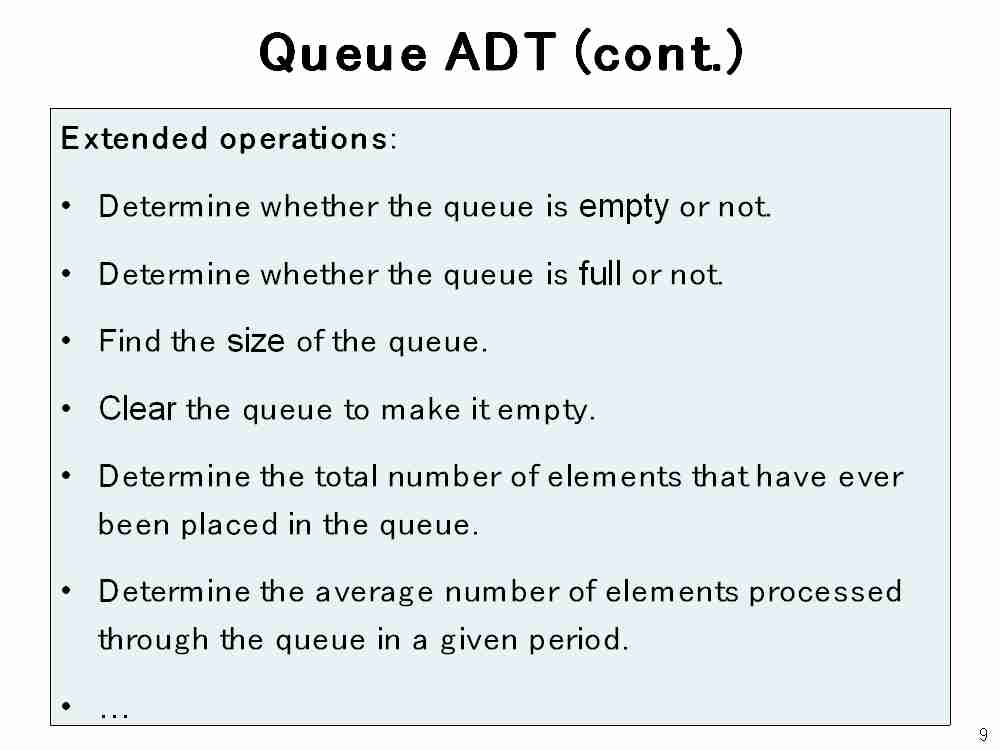 Queue ADT (cont.)
Extended operations:
• Determine whether the queue is empty or not.
• Determine whether the queue is full or not.
• Find the size of the queue.
• Clear the queue to make it empty.
• Determine the total number of elements that have ever
been placed in the queue.
• Determine the average number of elements processed
through the queue in a given period.
• ...
9